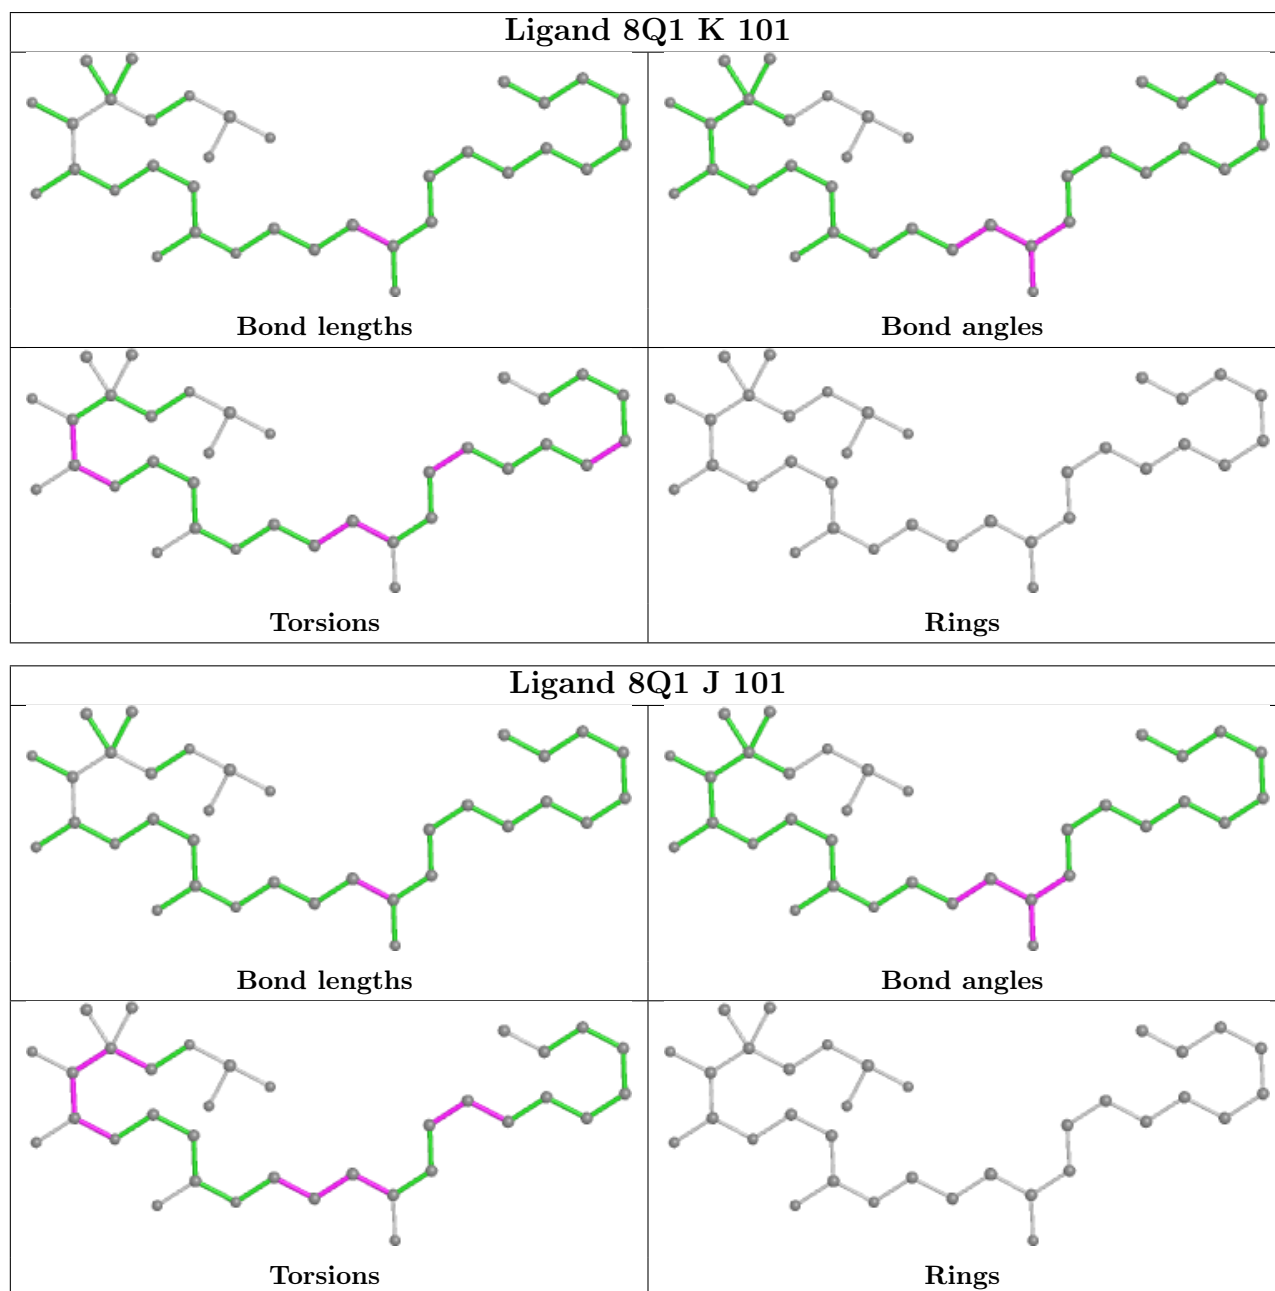 Ligand 8Q1 K 101
Bond lengths
Bond angles
Torsions
Rings
Ligand 8Q1 J 101
Bond lengths
Bond angles
Torsions
Rings